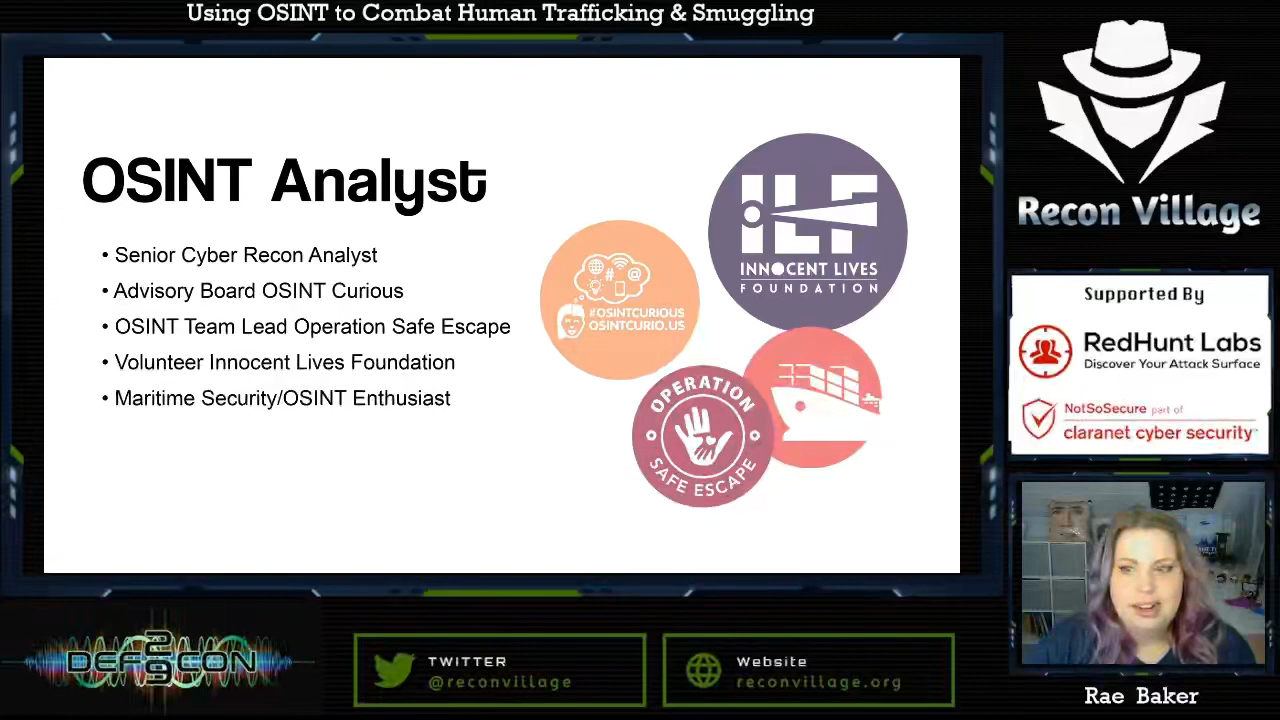 Using OSINT to Combat Human Trafficking & Smuggling
OSINT Analyst
• Senior Cyber Recon Analyst
• Advisory Board OSINT Curious
• OSINT Team Lead Operation Safe Escape
• Volunteer Innocent Lives Foundation
• Maritime Security/OSINT Enthusiast
ILF
INNOCENT LIVES
FOUNDATION
#OSINTCURIOUS
OSINTCURIO.US
OPERATION
SAFE ESCAPE
Recon Village
Supported By
RedHunt Labs
Discover Your Attack Surface
NotSoSecure part of
claranet cyber security
Rae Baker
DEFCON
29
TWITTER
@reconvillage
Website
reconvillage.org